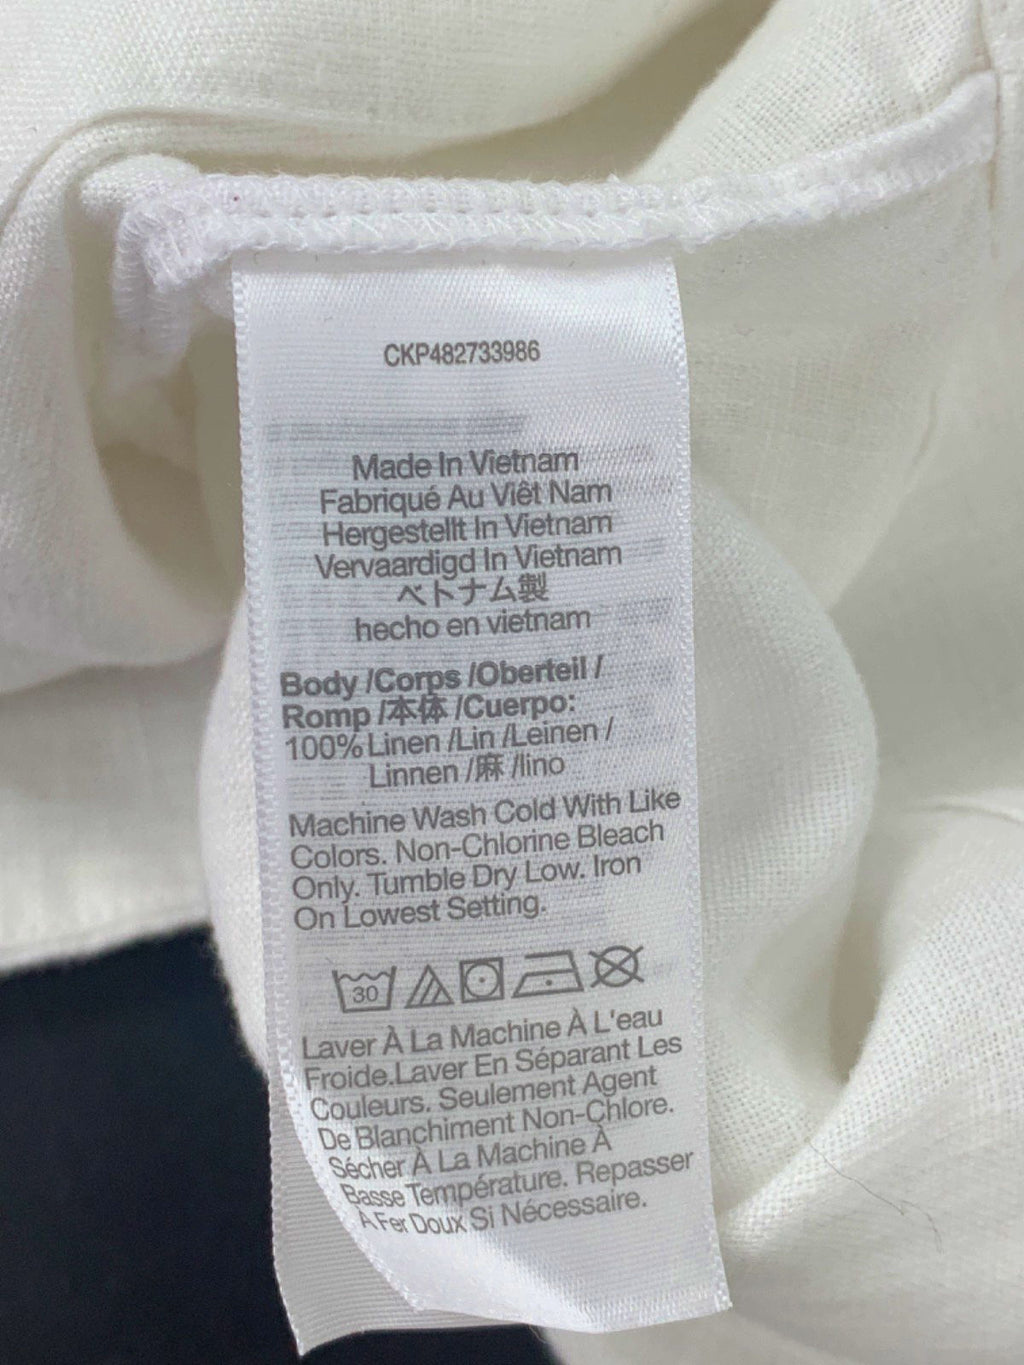 CKP482733986
Made In Vietnam
Fabriqué Au Viêt Nam
Hergestellt In Vietnam
Vervaardigd In Vietnam
ベトナム製
hecho en vietnam
Body /Corps /Oberteil /
Romp /本体 /Cuerpo:
100% Linen /Lin /Leinen /
Linnen /麻 /lino
Machine Wash Cold With Like
Colors. Non-Chlorine Bleach
Only. Tumble Dry Low. Iron
On Lowest Setting.
30
Laver À La Machine À L'eau
Froide.Laver En Séparant Les
Couleurs. Seulement Agent
De Blanchiment Non-Chlore.
Sécher À La Machine À
Basse Température. Repasser
À Fer Doux Si Nécessaire.